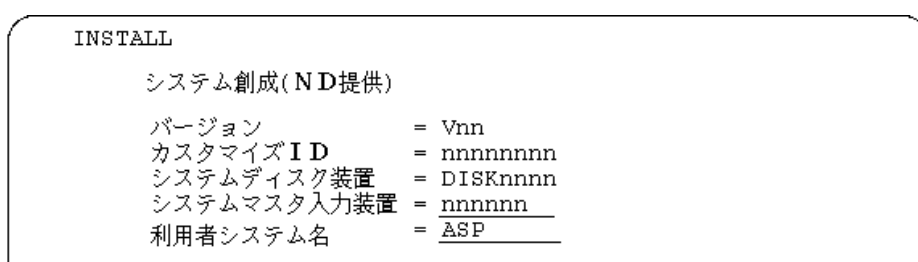 INSTALL
システム創成(ＮＤ提供)
バージョン = Vnn
カスタマイズＩＤ = nnnnnnnn
システムディスク装置 = DISKnnnn
システムマスタ入力装置 = nnnnnn
利用者システム名 = ASP